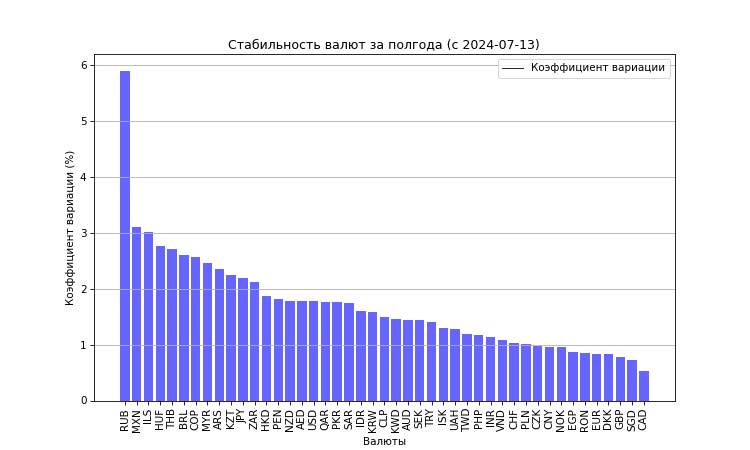 Стабильность валют за полгода (с 2024-07-13)
Коэффициент вариации
Коэффициент вариации (%)
6
5
4
3
2
1
0
RUB MXN ILS HUF THB BRL COP MYR ARS KZT JPY ZAR HKD PEN NZD AED USD QAR PKR SAR IDR KRW CLP KWD AUD SEK TRY ISK UAH TWD PHP INR VND CHF PLN CZK CNY NOK EGP RON EUR DKK GBP SGD CAD
Валюты